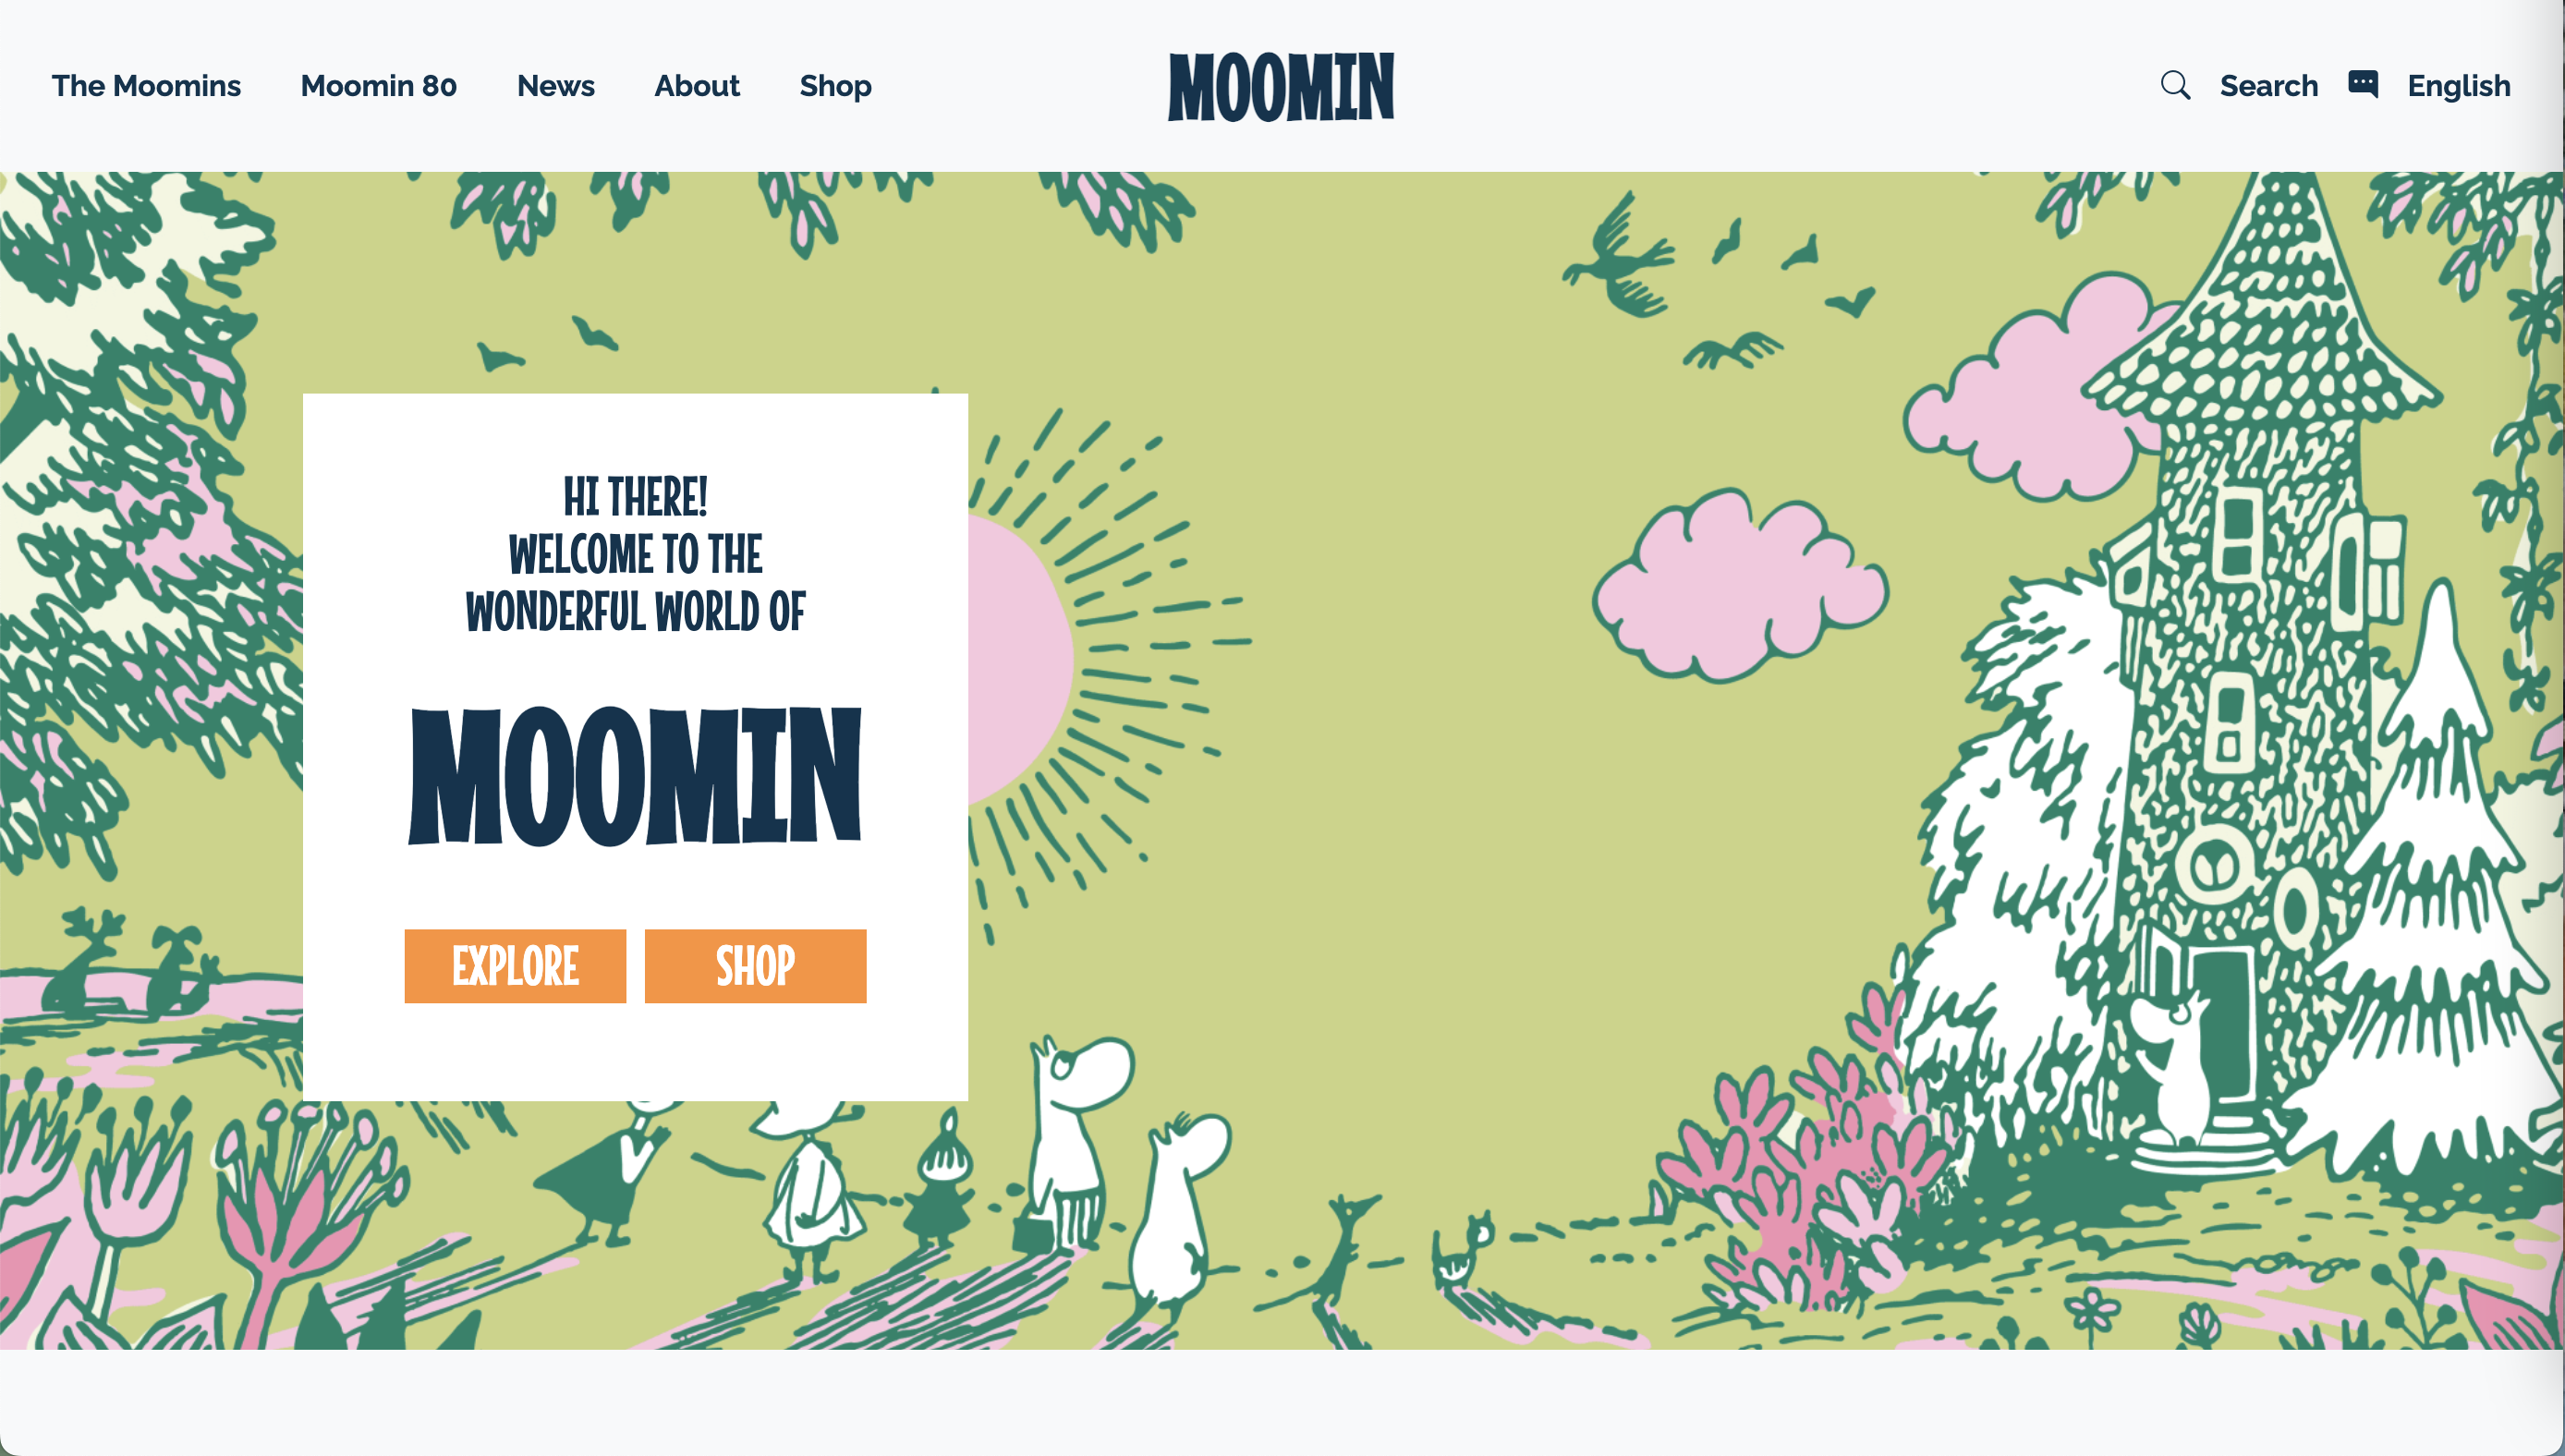 The Moomins Moomin 80 News About Shop MOOMIN Search English
HI THERE!
WELCOME TO THE
WONDERFUL WORLD OF
MOOMIN
EXPLORE SHOP